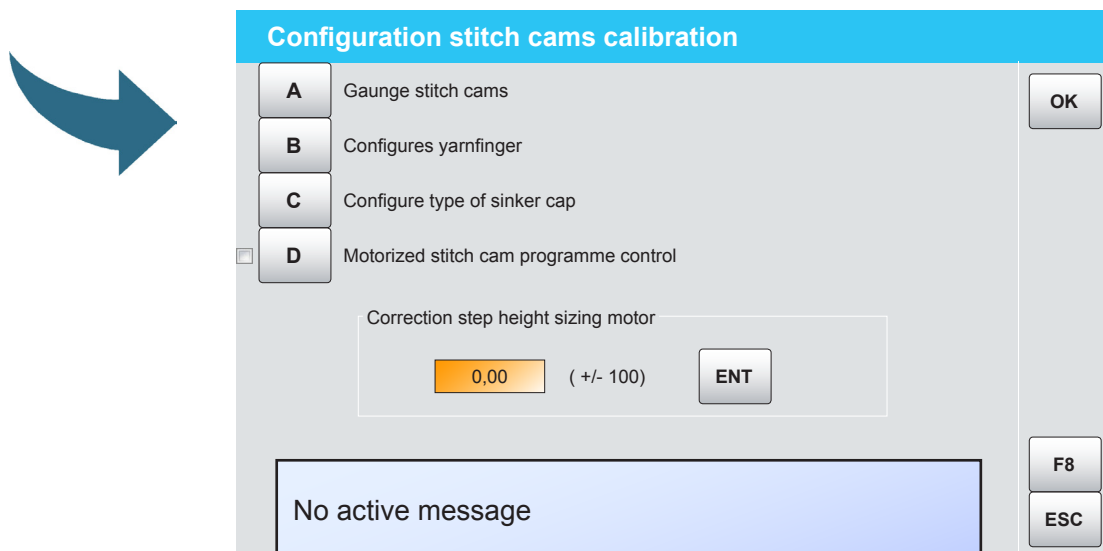 Configuration stitch cams calibration
A Gaunge stitch cams
OK
B Configures yarnfinger
C Configure type of sinker cap
D Motorized stitch cam programme control
Correction step height sizing motor
0,00 ( +/- 100) ENT
F8
No active message
ESC